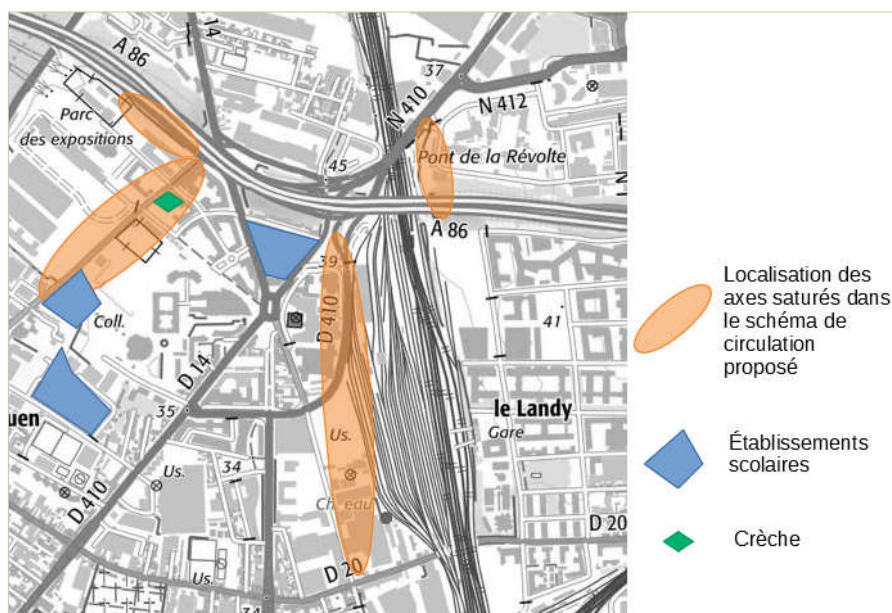 14
A 86
37
N 410
N 412
Parc
des expositions
45
Pont de la Révolte
A 86
39
Coll.
D 410
41
D 14
35
le Landy
uen
Us.
Gare
Us.
34
D 410
D 20
Us.
D 20
34
Localisation des
axes saturés dans
le schéma de
circulation
proposé
Établissements
scolaires
Crèche